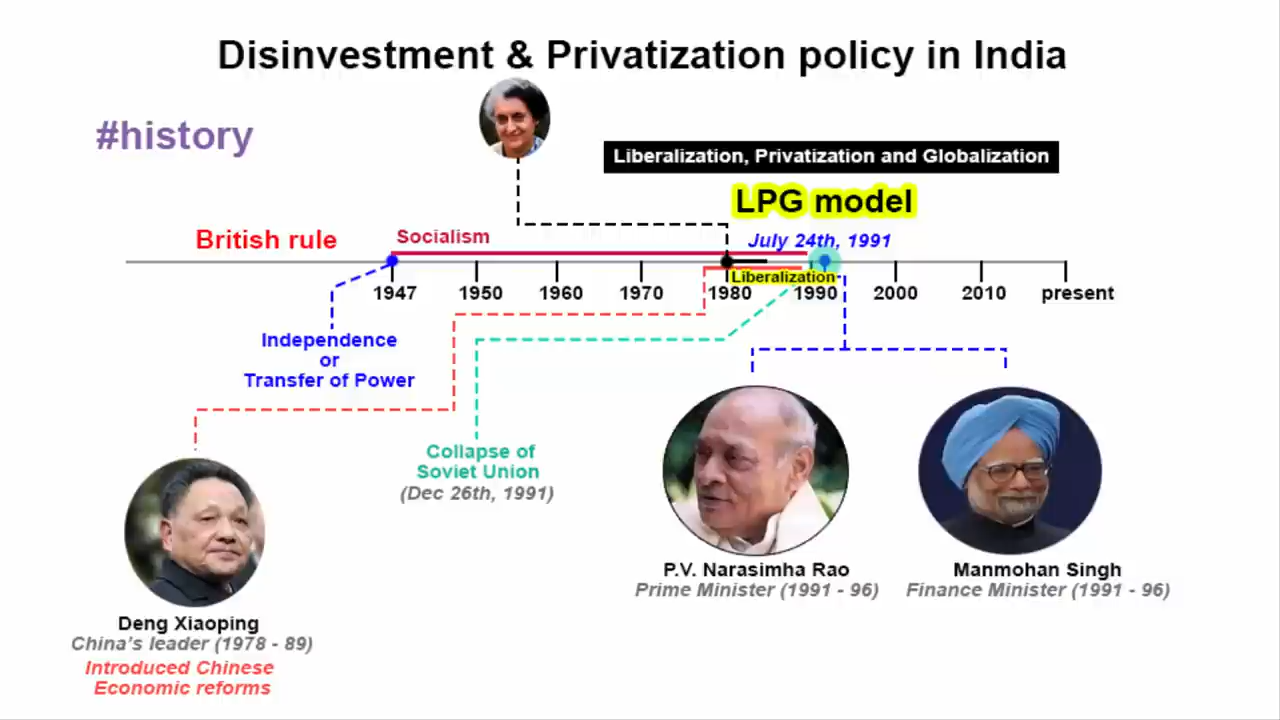 Disinvestment & Privatization policy in India
#history
Liberalization, Privatization and Globalization
LPG model
British rule
Socialism
July 24th, 1991
Liberalization
1947
1950
1960
1970
1980
1990
2000
2010
present
Independence
or
Transfer of Power
Collapse of
Soviet Union
(Dec 26th, 1991)
P.V. Narasimha Rao
Prime Minister (1991 - 96)
Manmohan Singh
Finance Minister (1991 - 96)
Deng Xiaoping
China's leader (1978 - 89)
Introduced Chinese
Economic reforms